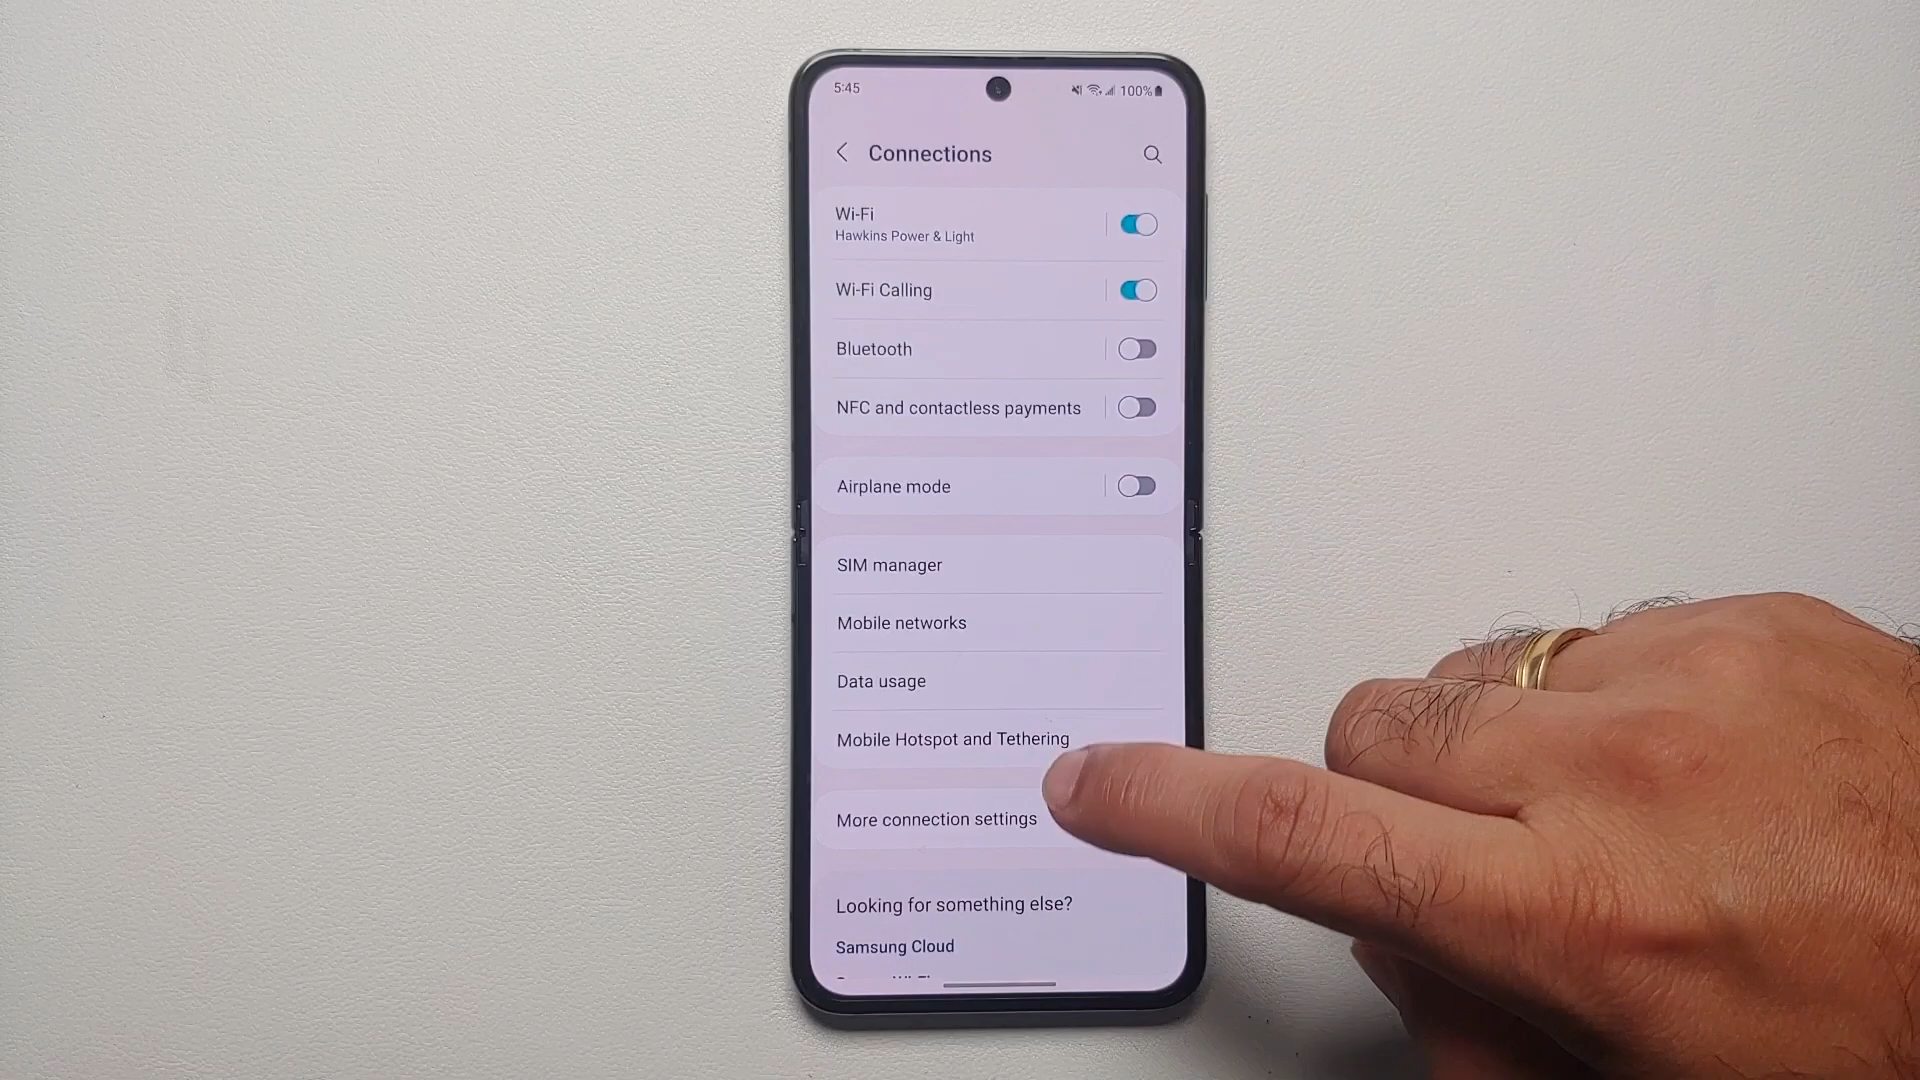 5:45
100%
Connections
Wi-Fi
Hawkins Power & Light
Wi-Fi Calling
Bluetooth
NFC and contactless payments
Airplane mode
SIM manager
Mobile networks
Data usage
Mobile Hotspot and Tethering
More connection settings
Looking for something else?
Samsung Cloud